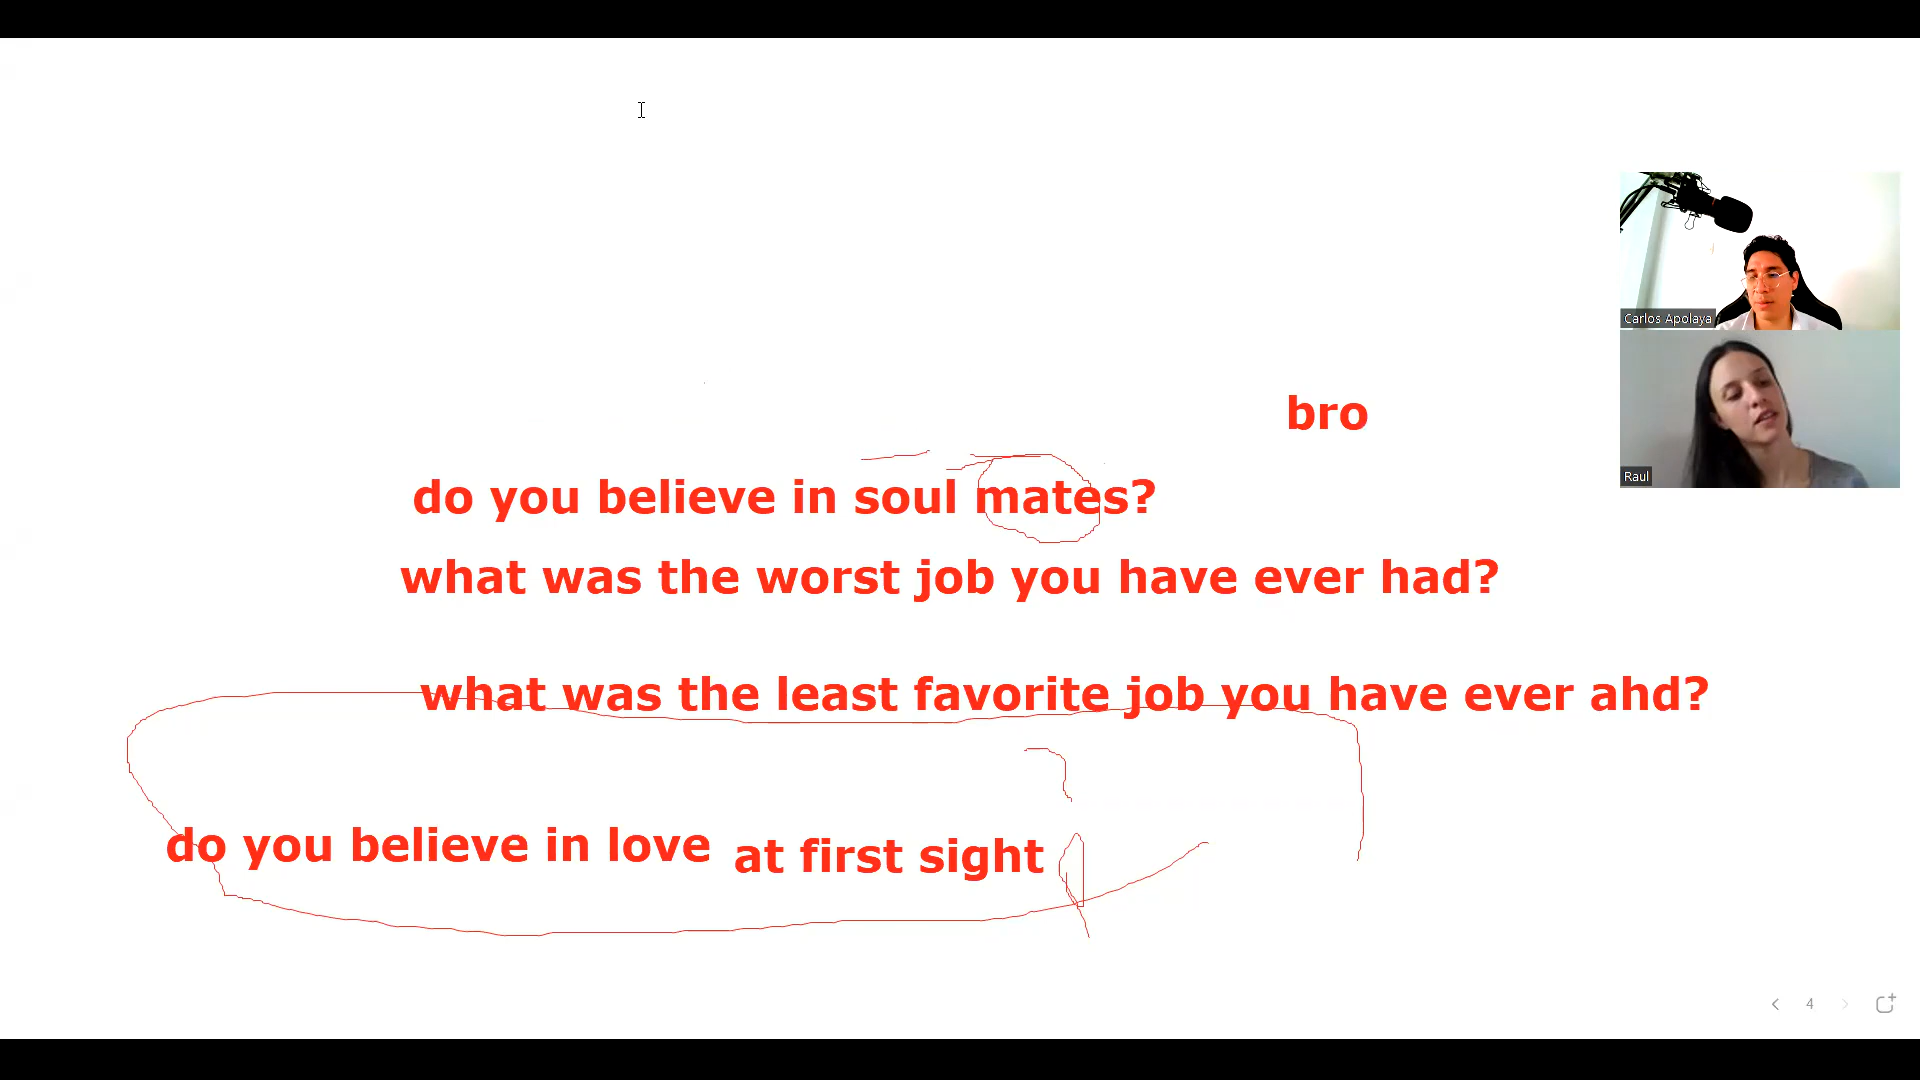 Carlos Apolaya
bro
Raul
do you believe in soul mates?
what was the worst job you have ever had?
what was the least favorite job you have ever ahd?
do you believe in love at first sight
4